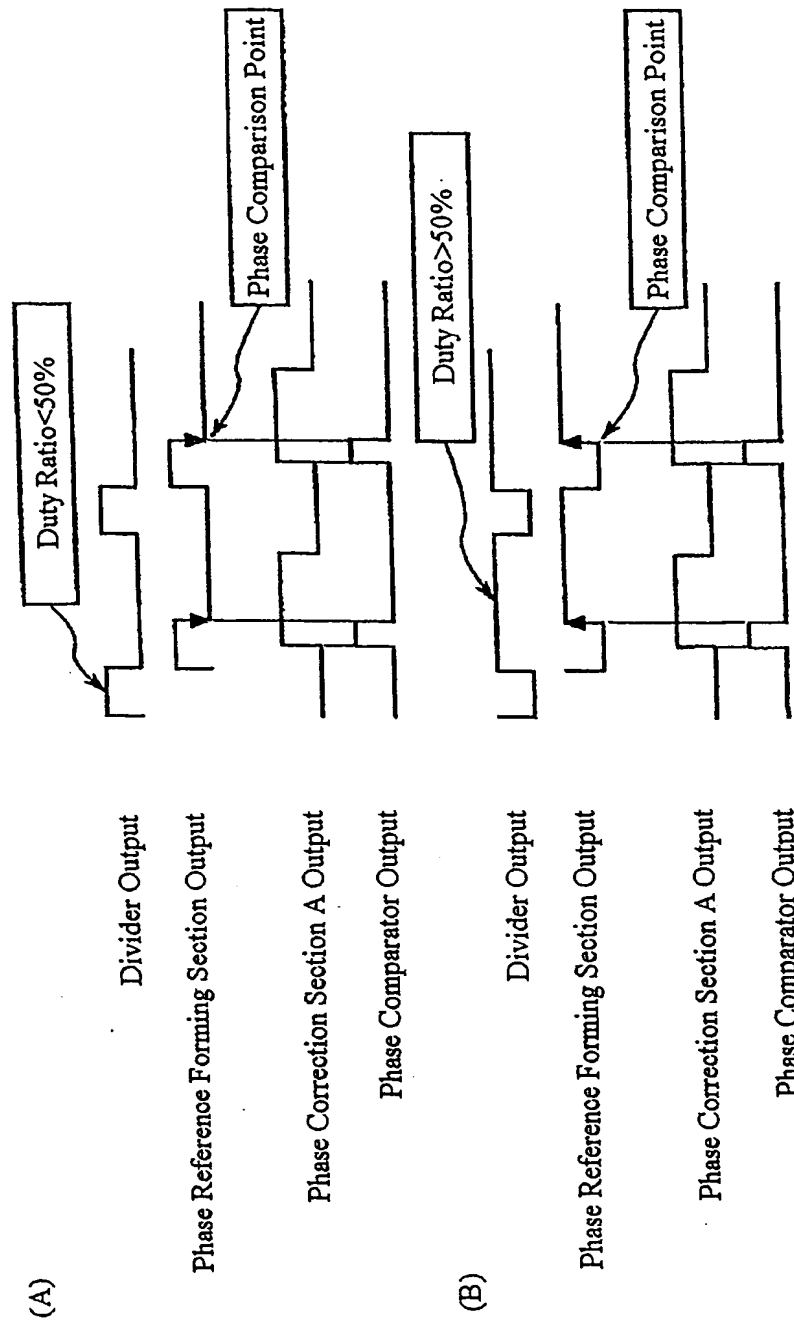 (A)
Duty Ratio<50%
Divider Output
Phase Reference Forming Section Output
Phase Comparison Point
Phase Correction Section A Output
Phase Comparator Output
(B)
Duty Ratio>50%
Divider Output
Phase Reference Forming Section Output
Phase Comparison Point
Phase Correction Section A Output
Phase Comparator Output